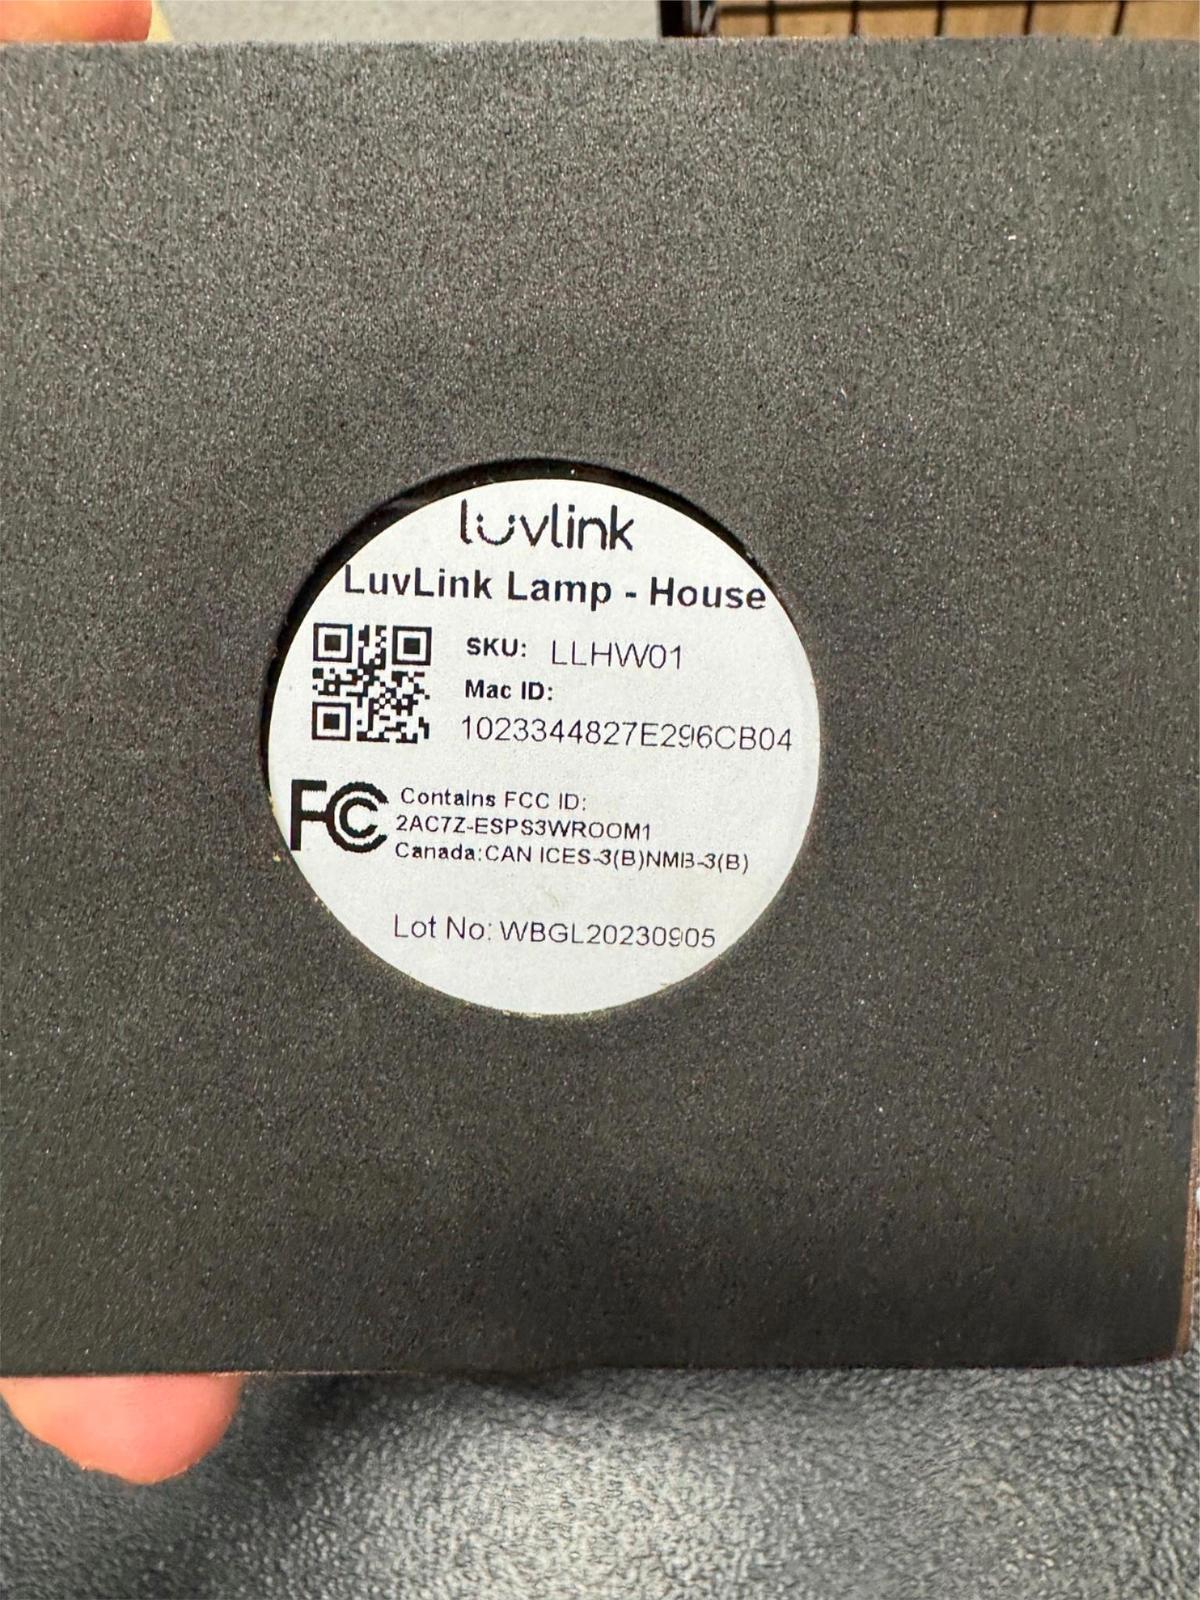 luvlink
LuvLink Lamp - House
SKU: LLHW01
Mac ID:
1023344827E296CB04
FC
Contains FCC ID:
2AC7Z-ESPS3WROOM1
Canada:CAN ICES-3(B)NMB-3(B)
Lot No: WBGL20230905